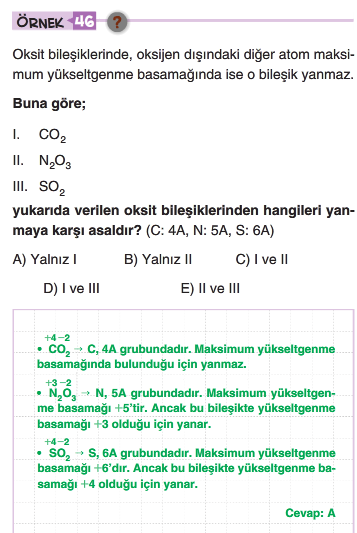 ÖRNEK 46 ?
Oksit bileşiklerinde, oksijen dışındaki diğer atom maksi-
mum yükseltgenme basamağında ise o bileşik yanmaz.
Buna göre;
I. CO₂
II. N₂O₃
III. SO₂
yukarıda verilen oksit bileşiklerinden hangileri yan-
maya karşı asaldır? (C: 4A, N: 5A, S: 6A)
A) Yalnız I B) Yalnız II C) I ve II
D) I ve III E) II ve III
+4 −2
• CO₂ → C, 4A grubundadır. Maksimum yükseltgenme
basamağında bulunduğu için yanmaz.
+3 −2
• N₂O₃ → N, 5A grubundadır. Maksimum yükseltgen-
me basamağı +5'tir. Ancak bu bileşikte yükseltgenme
basamağı +3 olduğu için yanar.
+4 −2
• SO₂ → S, 6A grubundadır. Maksimum yükseltgenme
basamağı +6'dır. Ancak bu bileşikte yükseltgenme ba-
samağı +4 olduğu için yanar.
Cevap: A